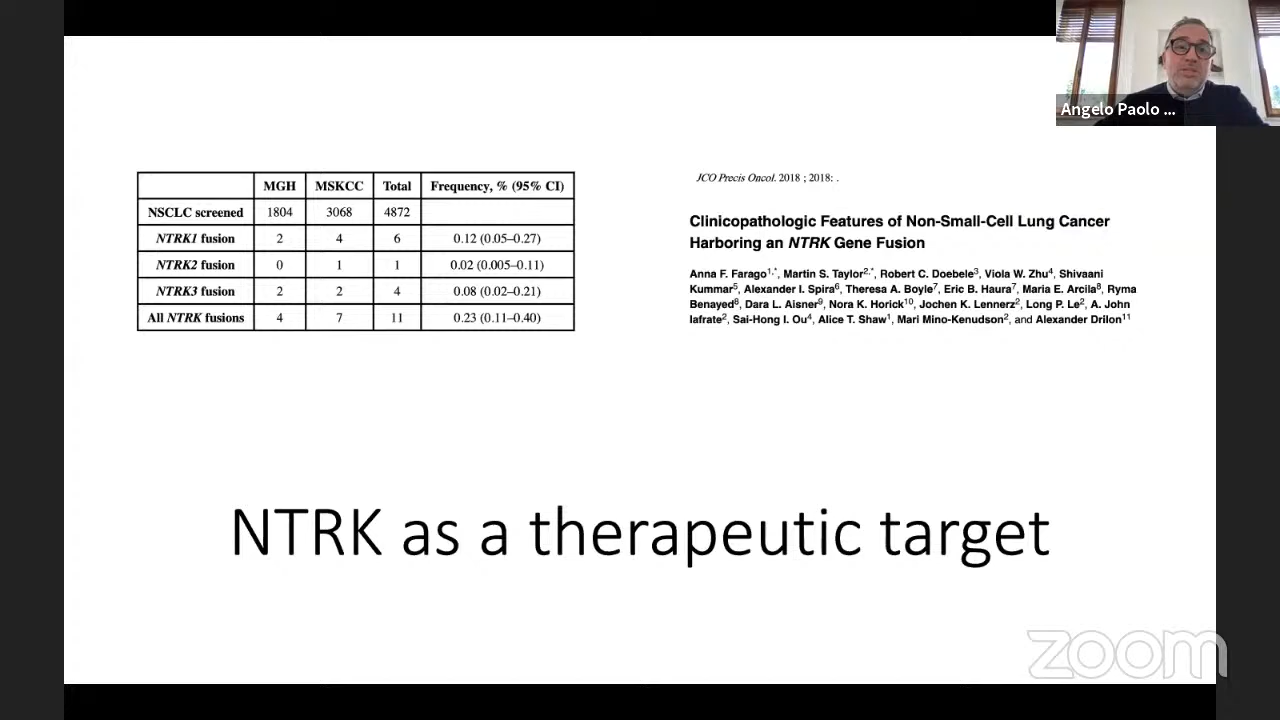 Angelo Paolo ...
MGH MSKCC Total Frequency, % (95% CI)
NSCLC screened 1804 3068 4872
NTRK1 fusion 2 4 6 0.12 (0.05–0.27)
NTRK2 fusion 0 1 1 0.02 (0.005–0.11)
NTRK3 fusion 2 2 4 0.08 (0.02–0.21)
All NTRK fusions 4 7 11 0.23 (0.11–0.40)
JCO Precis Oncol. 2018 ; 2018: .
Clinicopathologic Features of Non-Small-Cell Lung Cancer
Harboring an NTRK Gene Fusion
Anna F. Farago1,*, Martin S. Taylor2,*, Robert C. Doebele3, Viola W. Zhu4, Shivaani
Kummar5, Alexander I. Spira6, Theresa A. Boyle7, Eric B. Haura7, Maria E. Arcila8, Ryma
Benayed8, Dara L. Aisner9, Nora K. Horick10, Jochen K. Lennerz2, Long P. Le2, A. John
Iafrate2, Sai-Hong I. Ou4, Alice T. Shaw1, Mari Mino-Kenudson2, and Alexander Drilon11
NTRK as a therapeutic target
zoom